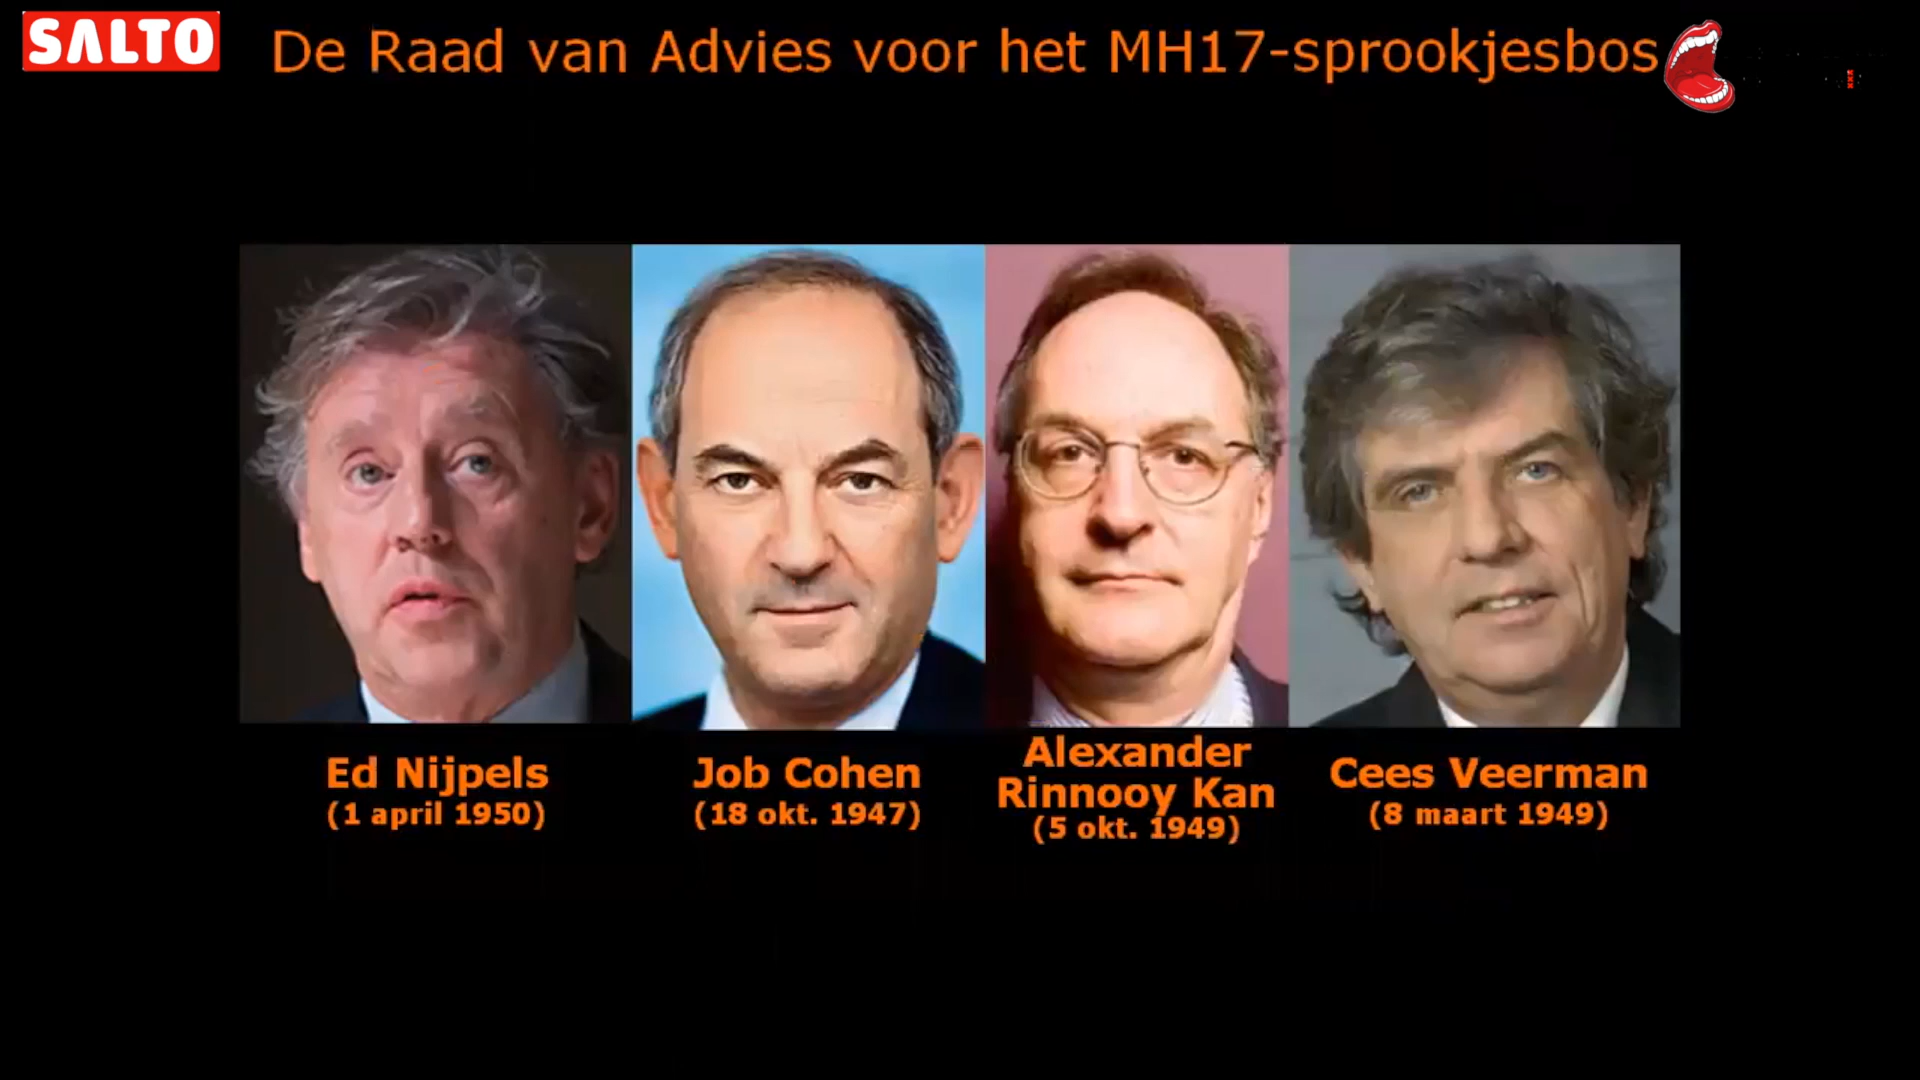 SALTO
De Raad van Advies voor het MH17-sprookjesbos
Ed Nijpels
(1 april 1950)
Job Cohen
(18 okt. 1947)
Alexander
Rinnooy Kan
(5 okt. 1949)
Cees Veerman
(8 maart 1949)